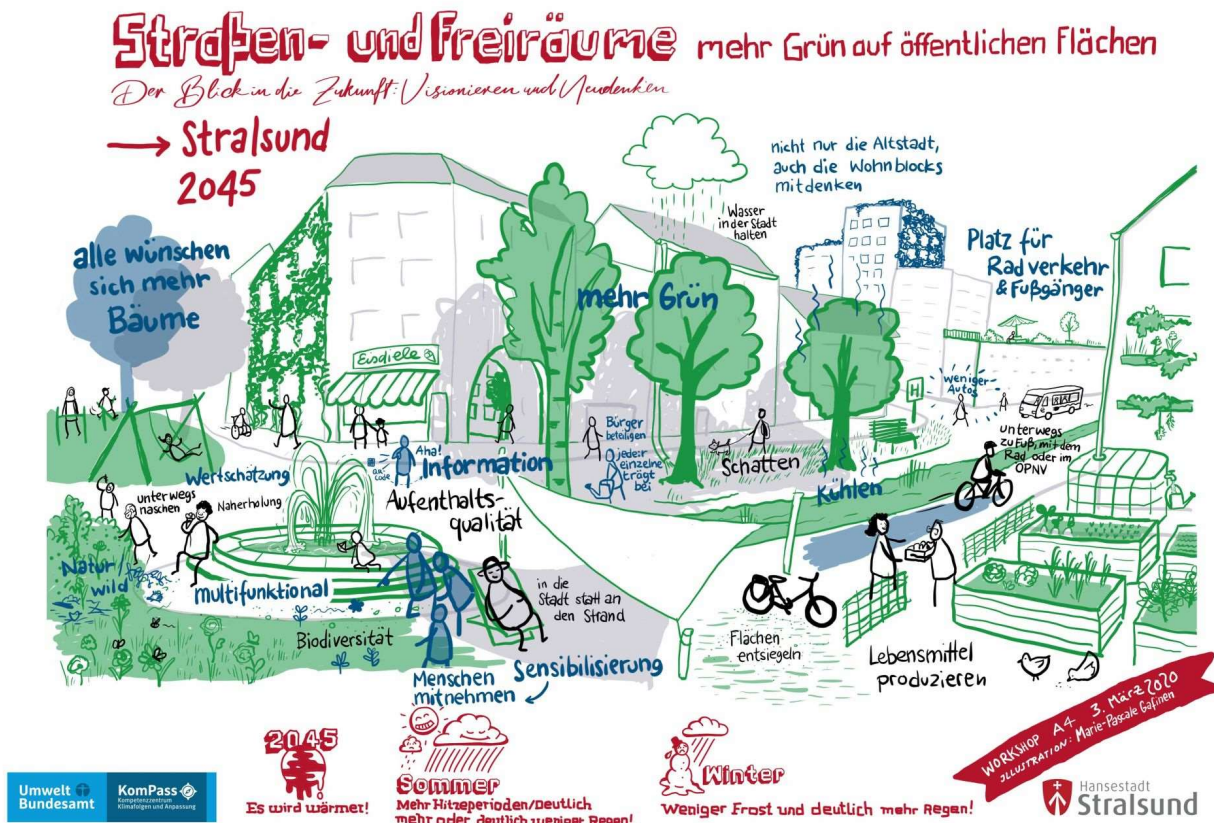 Straßen- und Freiräume mehr Grün auf öffentlichen Flächen
Der Blick in die Zukunft: Visionieren und Neudenken
→ Stralsund
2045
nicht nur die Altstadt,
auch die Wohnblocks
mitdenken
Wasser
in der Stadt
halten
Platz für
Radverkehr
& Fußgänger
alle wünschen
sich mehr
Bäume
mehr Grün
Eisdiele
H
weniger
Autos
BUS
unterwegs
zu Fuß, mit dem
Rad oder im
OPNV
Bürger
beteiligen
jede:r
einzelne
trägt
bei
Schatten
Kühlen
Aha!
QR
code
Information
Aufenthalts-
qualität
Wertschätzung
unterwegs
naschen
Naherholung
Natur/
wild
multifunktional
Biodiversität
in die
Stadt statt an
den Strand
Menschen
mitnehmen
Sensibilisierung
Flächen
entsiegeln
Lebensmittel
produzieren
2045
Es wird wärmer!
Sommer
Mehr Hitzeperioden/Deutlich
mehr oder deutlich weniger Regen!
Winter
Weniger Frost und deutlich mehr Regen!
WORKSHOP A4 3. März 2020
ILLUSTRATION: Marie-Pascale Gafinen
Umwelt
Bundesamt
KomPass
Kompetenzzentrum
Klimafolgen und Anpassung
Hansestadt
Stralsund